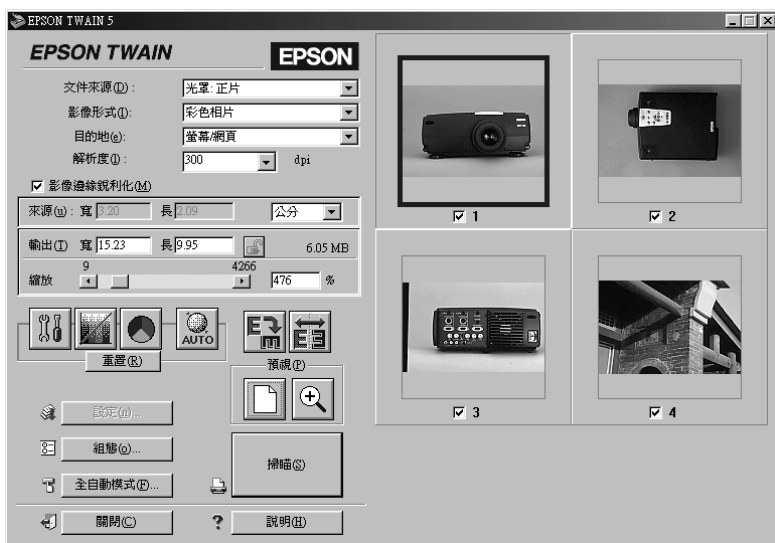 EPSON TWAIN 5
EPSON TWAIN
EPSON
文件來源(D) :
光罩: 正片
影像形式(I):
彩色相片
目的地(e):
螢幕/網頁
解析度(I) :
300
dpi
影像邊緣銳利化(M)
來源(u) : 寬 3.20 長 2.09 公分
輸出(T) 寬 15.23 長 9.95 6.05 MB
9 4266
縮放 476 %
AUTO
重置(R)
預視(P)
設定(n)...
組態(o)...
全自動模式(F)...
掃瞄(S)
關閉(C)
? 說明(H)
1
2
3
4